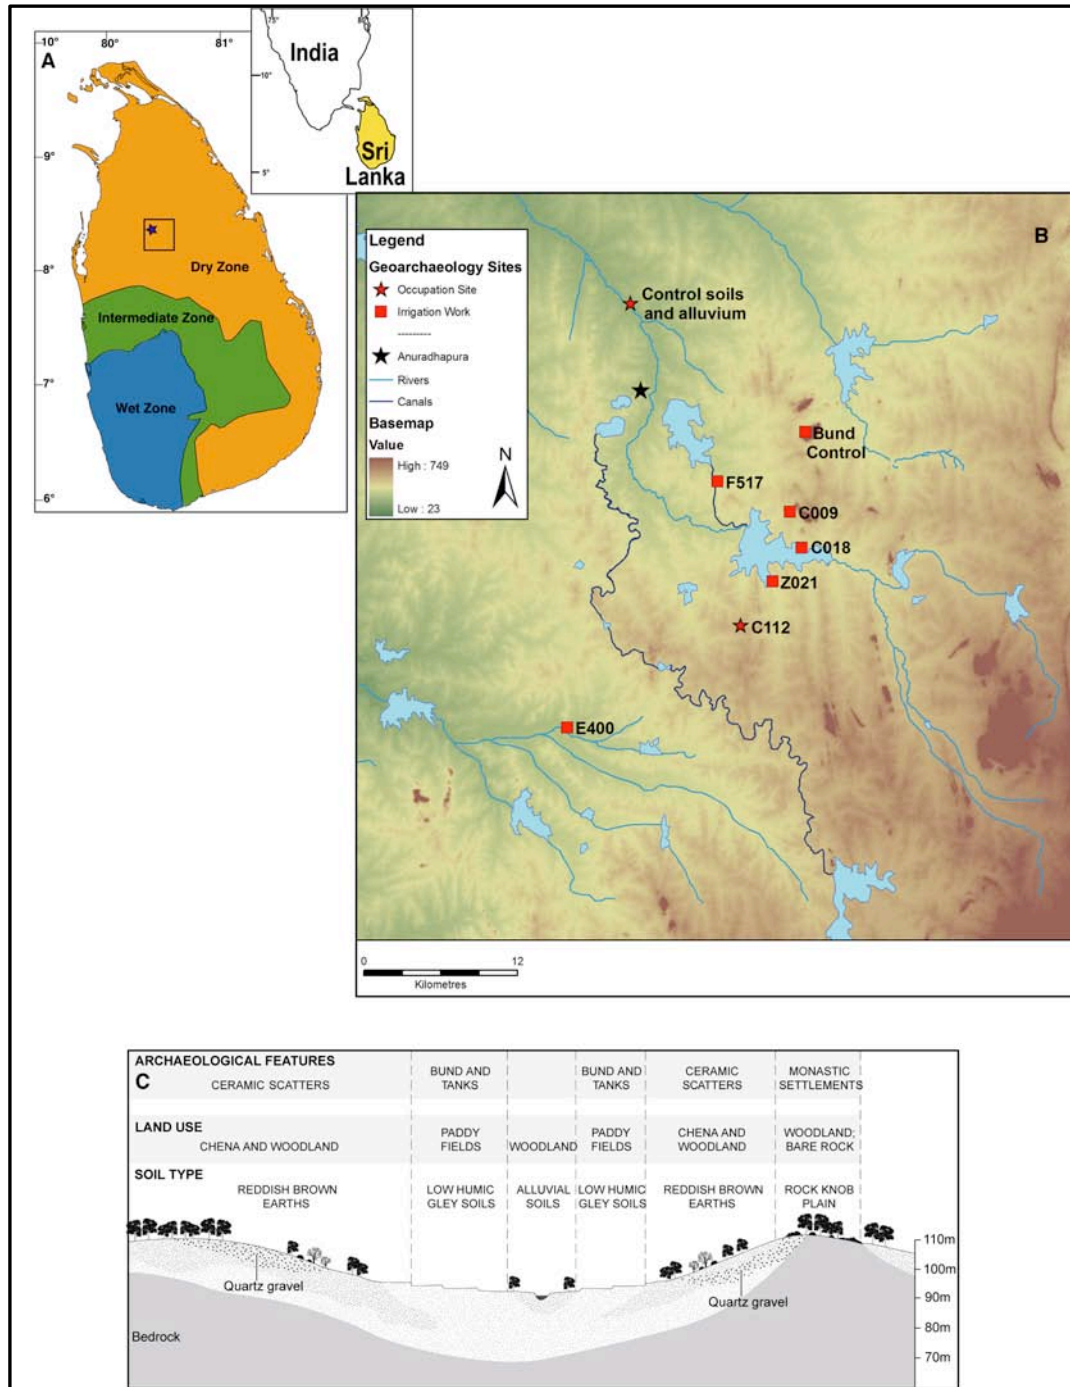 A
10°
80°
81°
9°
8°
7°
6°
Dry Zone
Intermediate Zone
Wet Zone
75°
India
10°
5°
Sri
Lanka
B
Legend
Geoarchaeology Sites
Occupation Site
Irrigation Work
---------
Anuradhapura
Rivers
Canals
Basemap
Value
High : 749
Low : 23
N
Control soils
and alluvium
Bund
Control
F517
C009
C018
Z021
C112
E400
0 12
Kilometres
ARCHAEOLOGICAL FEATURES
C
CERAMIC SCATTERS
BUND AND
TANKS
BUND AND
TANKS
CERAMIC
SCATTERS
MONASTIC
SETTLEMENTS
LAND USE
CHENA AND WOODLAND
PADDY
FIELDS
WOODLAND
PADDY
FIELDS
CHENA AND
WOODLAND
WOODLAND;
BARE ROCK
SOIL TYPE
REDDISH BROWN
EARTHS
LOW HUMIC
GLEY SOILS
ALLUVIAL
SOILS
LOW HUMIC
GLEY SOILS
REDDISH BROWN
EARTHS
ROCK KNOB
PLAIN
Quartz gravel
Quartz gravel
Bedrock
110m
100m
90m
80m
70m